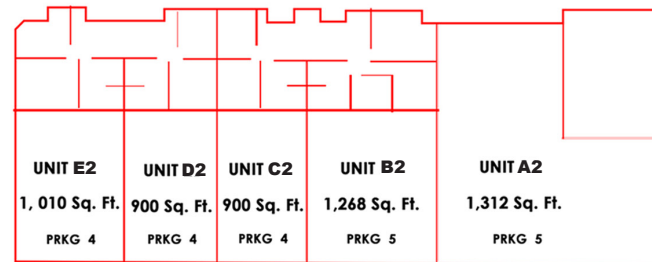 UNIT E2 UNIT D2 UNIT C2 UNIT B2 UNIT A2
1, 010 Sq. Ft. 900 Sq. Ft. 900 Sq. Ft. 1,268 Sq. Ft. 1,312 Sq. Ft.
PRKG 4 PRKG 4 PRKG 4 PRKG 5 PRKG 5